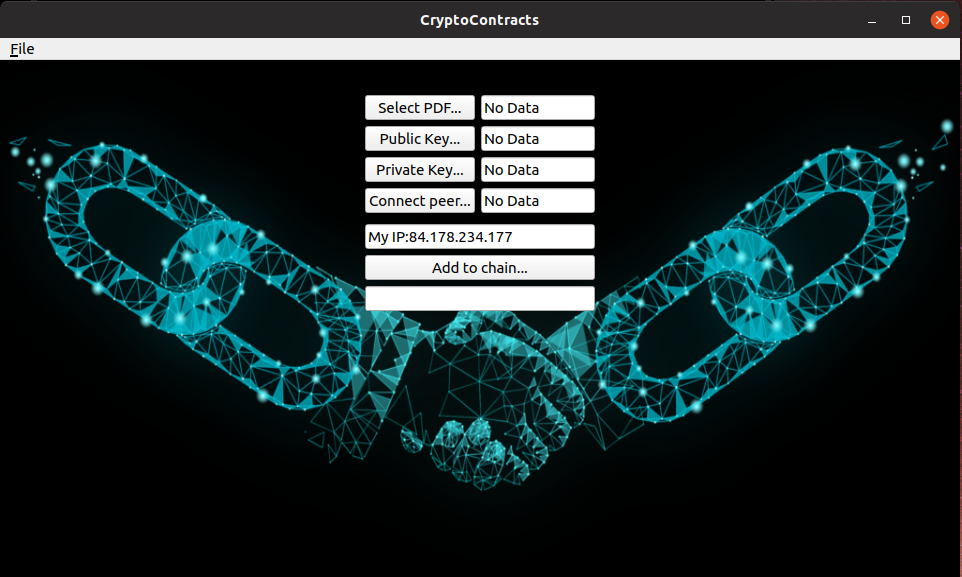 CryptoContracts
File
Select PDF... No Data
Public Key... No Data
Private Key... No Data
Connect peer... No Data
My IP:84.178.234.177
Add to chain...